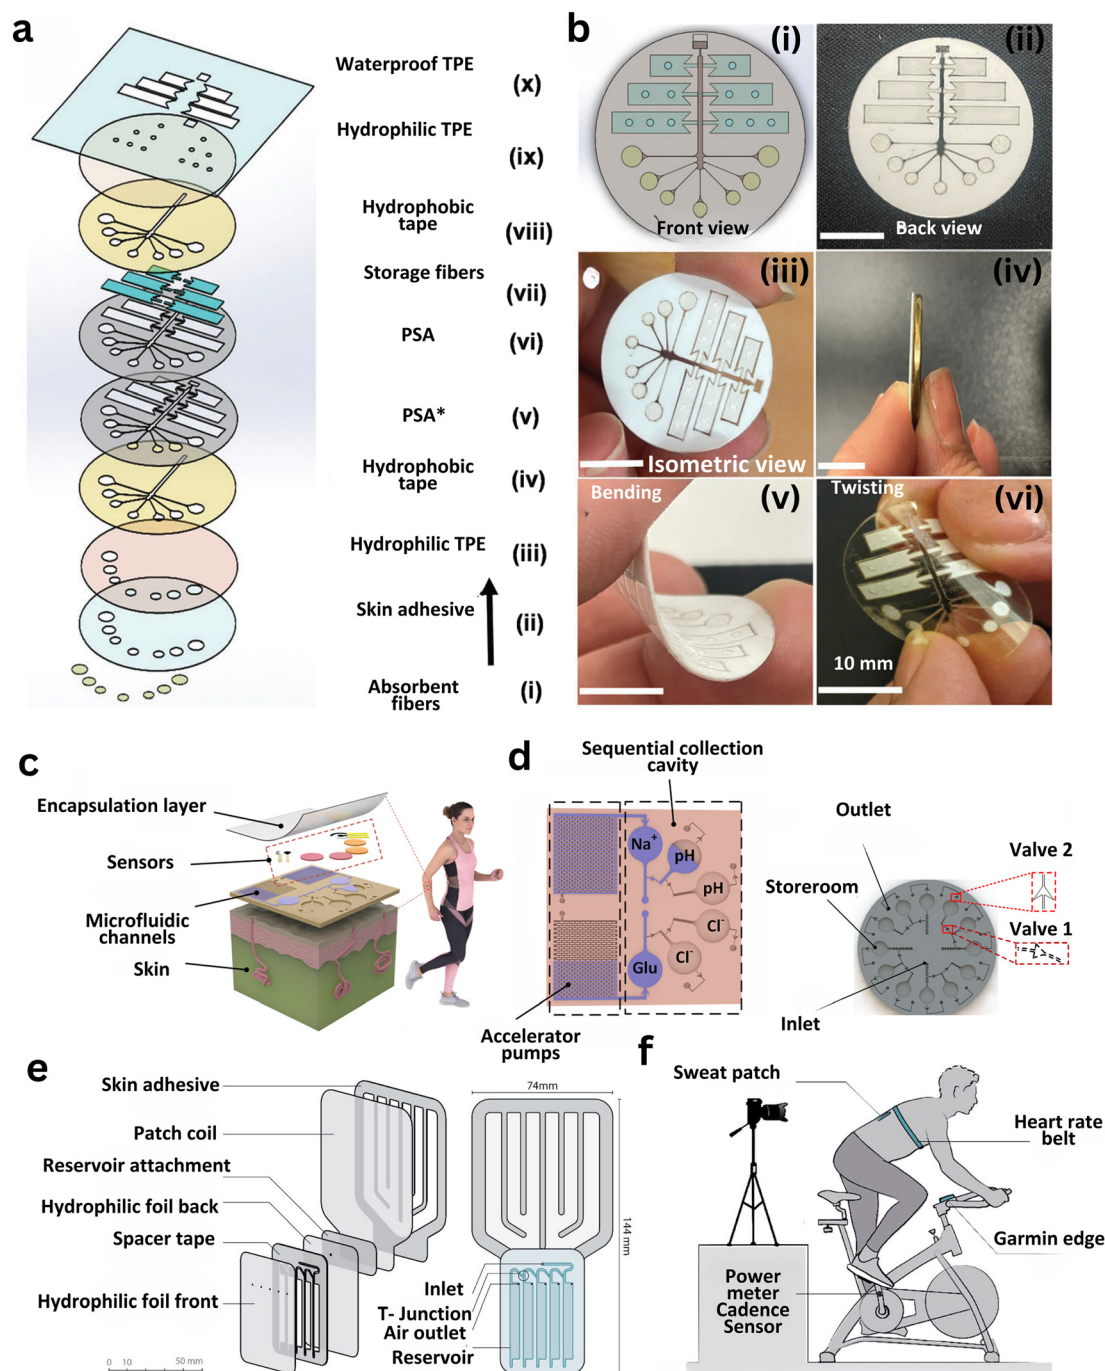 a
Waterproof TPE
(x)
Hydrophilic TPE
(ix)
Hydrophobic
tape
(viii)
Storage fibers
(vii)
PSA
(vi)
PSA*
(v)
Hydrophobic
tape
(iv)
Hydrophilic TPE
(iii)
Skin adhesive
(ii)
Absorbent
fibers
(i)
b
(i)
Front view
(ii)
Back view
(iii)
Isometric view
(iv)
Bending
(v)
Twisting
(vi)
10 mm
c
Encapsulation layer
Sensors
Microfluidic
channels
Skin
d
Sequential collection
cavity
Na+
pH
pH
Cl-
Cl-
Glu
Accelerator
pumps
Outlet
Storeroom
Valve 2
Valve 1
Inlet
e
Skin adhesive
Patch coil
Reservoir attachment
Hydrophilic foil back
Spacer tape
Hydrophilic foil front
0 10 50 mm
74mm
144 mm
Inlet
T- Junction
Air outlet
Reservoir
f
Sweat patch
Heart rate
belt
Garmin edge
Power
meter
Cadence
Sensor